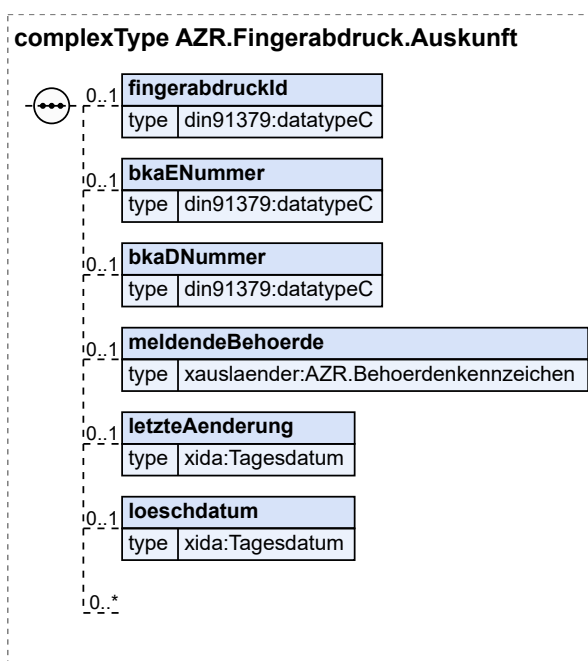 complexType AZR.Fingerabdruck.Auskunft
0..1 fingerabdruckId
type din91379:datatypeC
0..1 bkaENummer
type din91379:datatypeC
0..1 bkaDNummer
type din91379:datatypeC
0..1 meldendeBehoerde
type xauslaender:AZR.Behoerdenkennzeichen
0..1 letzteAenderung
type xida:Tagesdatum
0..1 loeschdatum
type xida:Tagesdatum
0..*